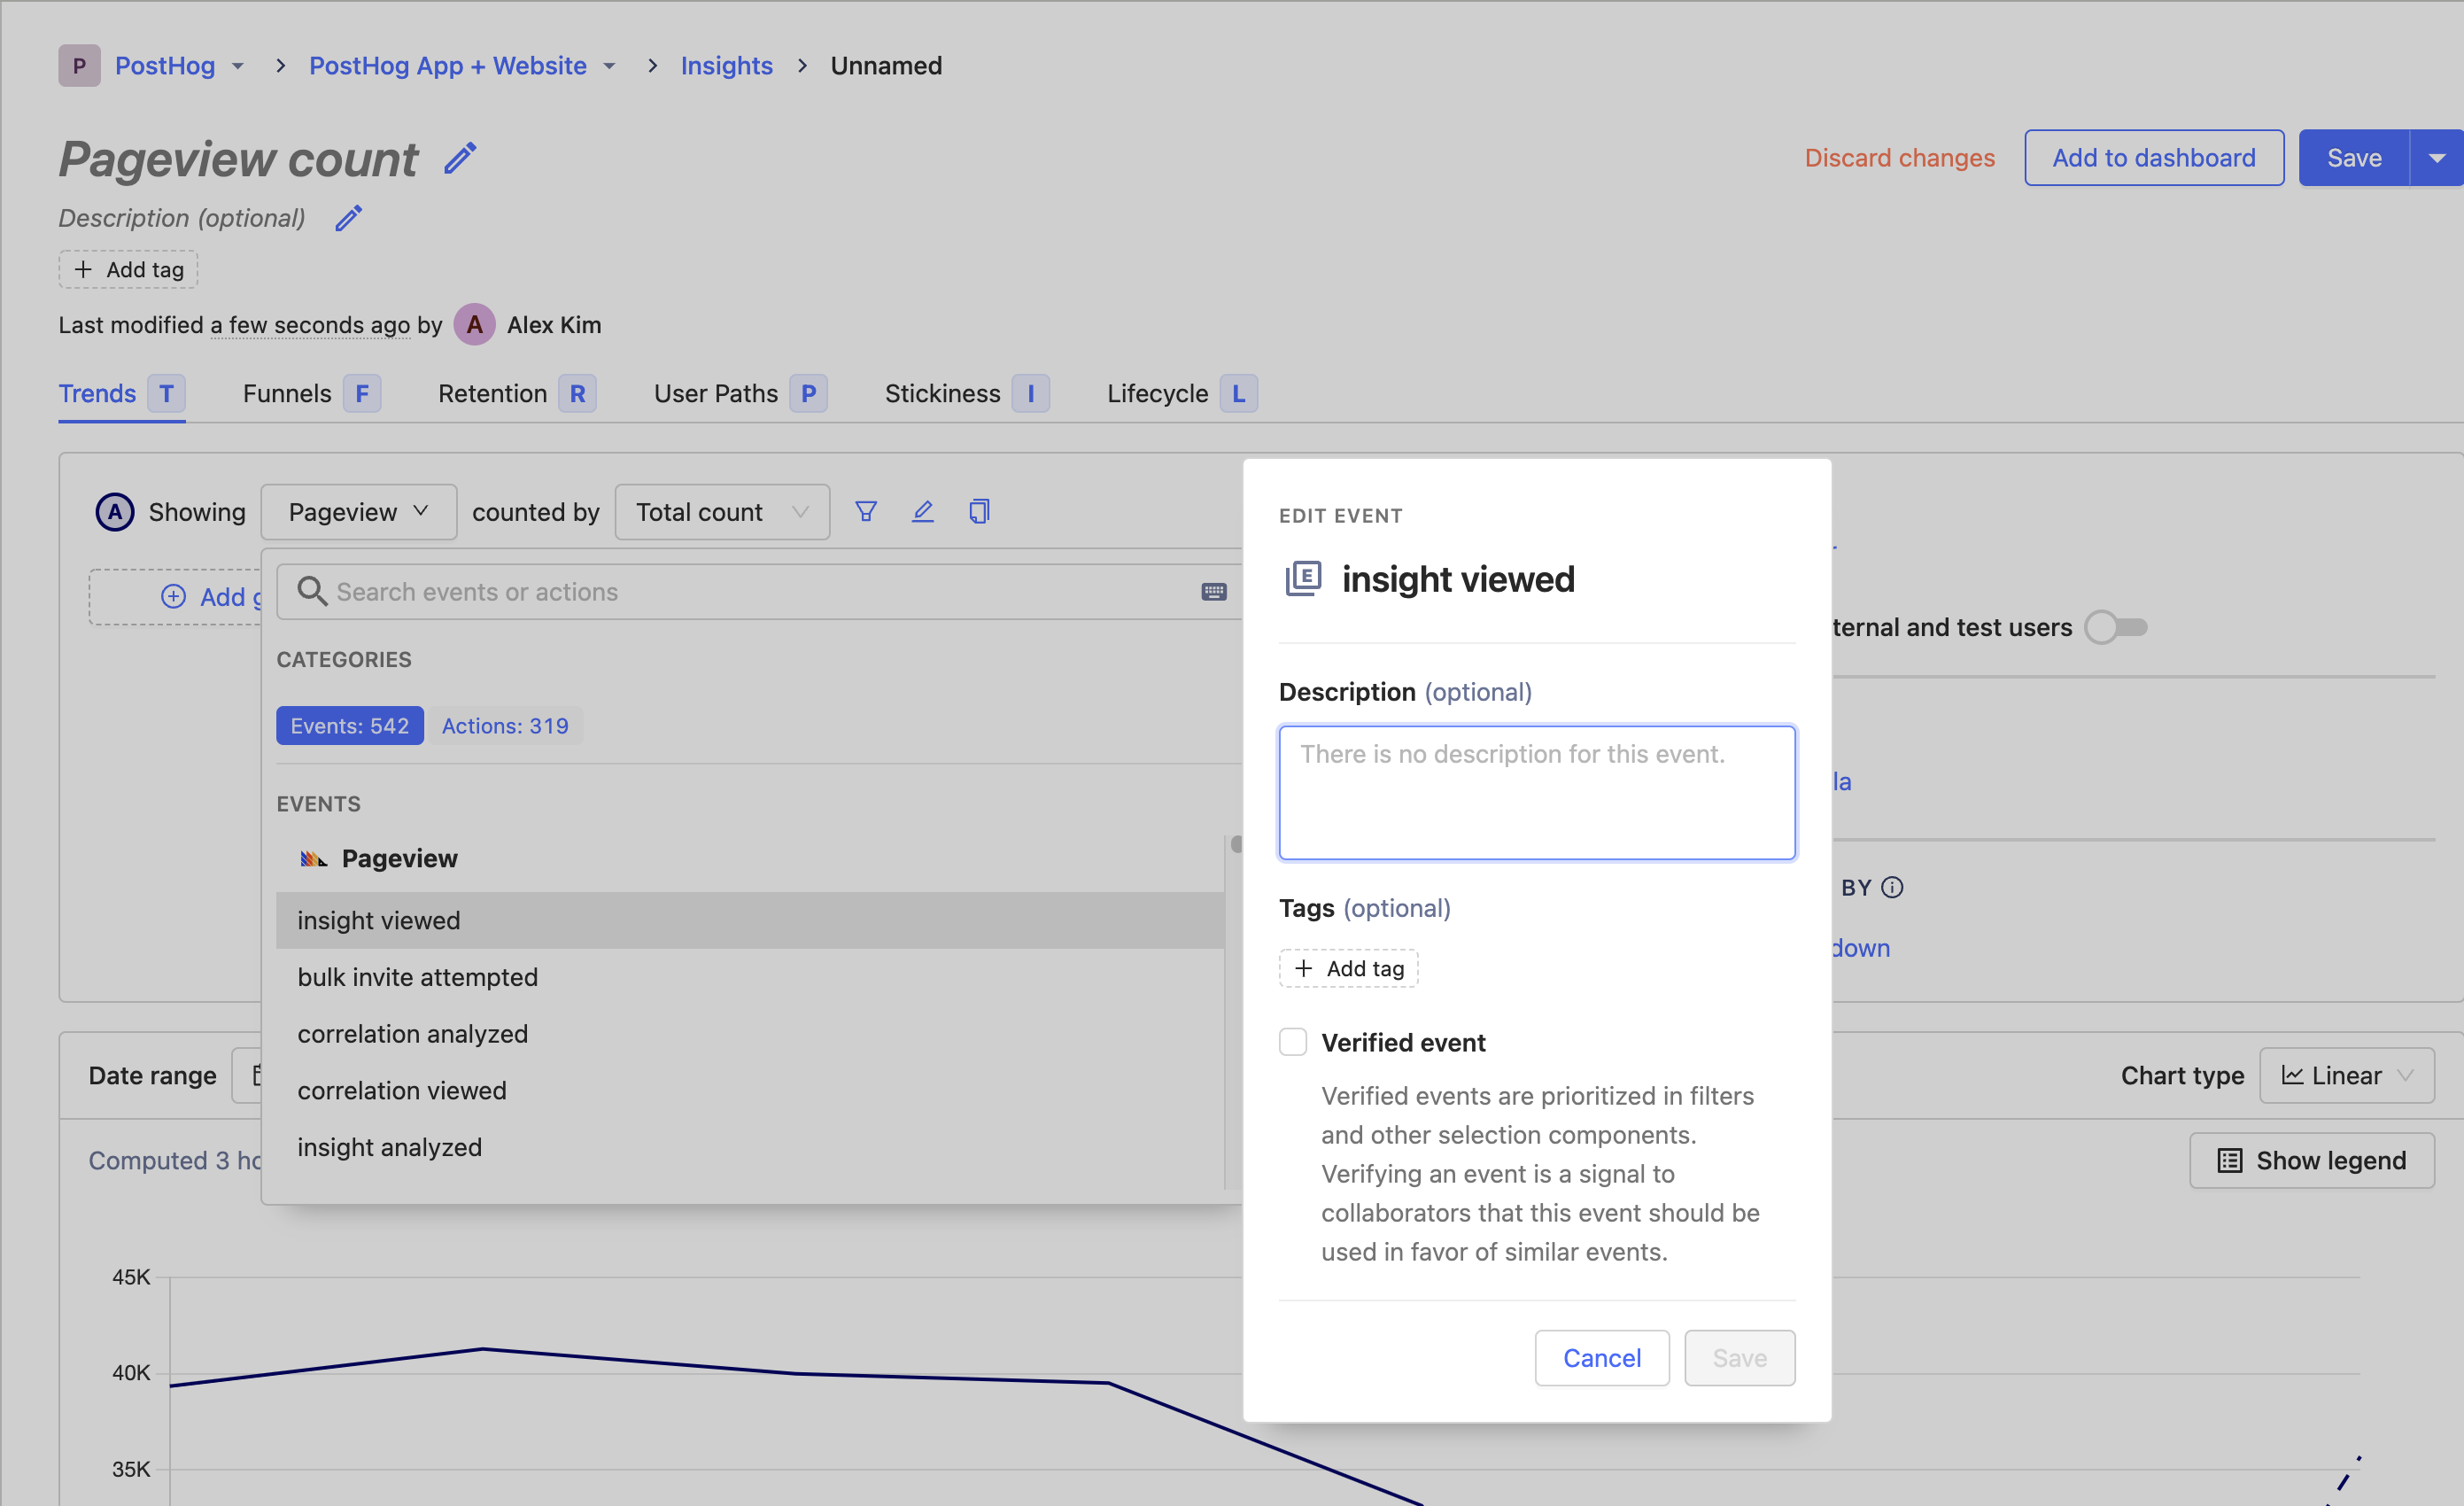 P PostHog > PostHog App + Website > Insights > Unnamed
Pageview count
Discard changes Add to dashboard Save
Description (optional)
+ Add tag
Last modified a few seconds ago by A Alex Kim
Trends T Funnels F Retention R User Paths P Stickiness I Lifecycle L
A Showing Pageview counted by Total count
Add g
Search events or actions
CATEGORIES
Events: 542 Actions: 319
EVENTS
Pageview
insight viewed
bulk invite attempted
correlation analyzed
correlation viewed
insight analyzed
EDIT EVENT
E insight viewed
Description (optional)
There is no description for this event.
Tags (optional)
+ Add tag
Verified event
Verified events are prioritized in filters
and other selection components.
Verifying an event is a signal to
collaborators that this event should be
used in favor of similar events.
Cancel Save
ternal and test users
la
BY
down
Date range
Chart type Linear
Computed 3 ho
Show legend
45K
40K
35K